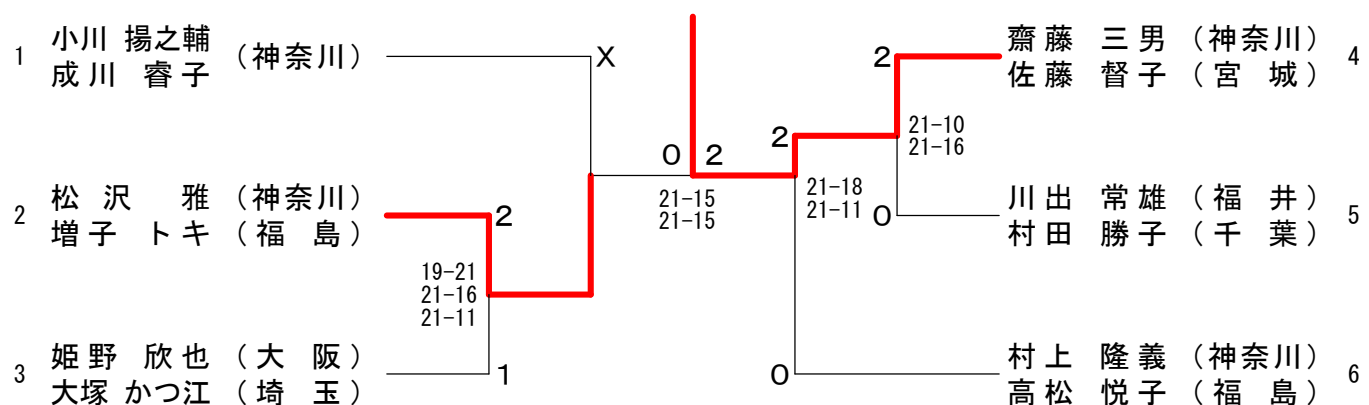 1 小川 揚之輔 (神奈川)
成川 睿子
X
2 松沢 雅 (神奈川)
増子 トキ (福島)
2
19-21
21-16
21-11
3 姫野 欣也 (大阪)
大塚 かつ江 (埼玉)
1
0 2
21-15
21-15
2
21-18
21-11
0
齋藤 三男 (神奈川) 4
佐藤 督子 (宮城)
2
21-10
21-16
川出 常雄 (福井) 5
村田 勝子 (千葉)
0
村上 隆義 (神奈川) 6
高松 悦子 (福島)